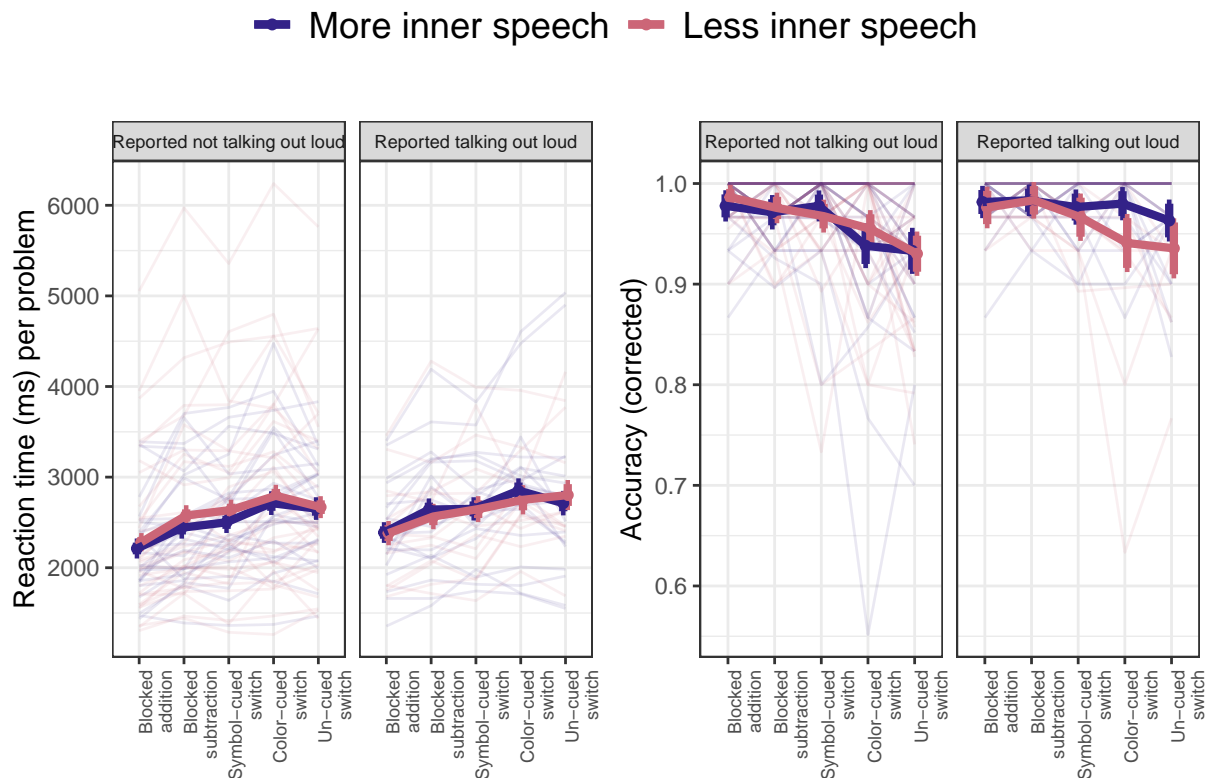 More inner speech Less inner speech
Reported not talking out loud
Reported talking out loud
Reported not talking out loud
Reported talking out loud
Reaction time (ms) per problem
6000
5000
4000
3000
2000
Accuracy (corrected)
1.0
0.9
0.8
0.7
0.6
Blocked
addition
Blocked
subtraction
Symbol-cued
switch
Color-cued
switch
Un-cued
switch
Blocked
addition
Blocked
subtraction
Symbol-cued
switch
Color-cued
switch
Un-cued
switch
Blocked
addition
Blocked
subtraction
Symbol-cued
switch
Color-cued
switch
Un-cued
switch
Blocked
addition
Blocked
subtraction
Symbol-cued
switch
Color-cued
switch
Un-cued
switch